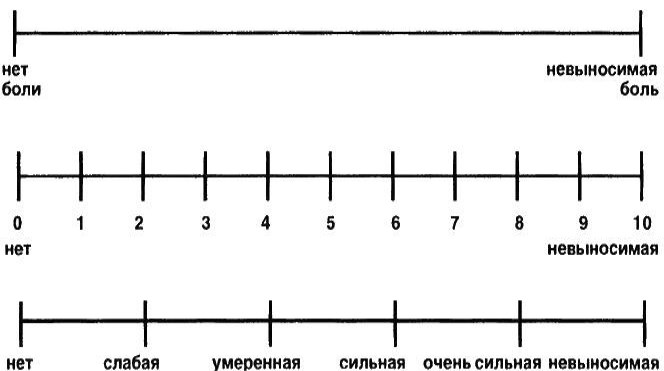 нет невыносимая
боли боль
0 1 2 3 4 5 6 7 8 9 10
нет невыносимая
нет слабая умеренная сильная очень сильная невыносимая